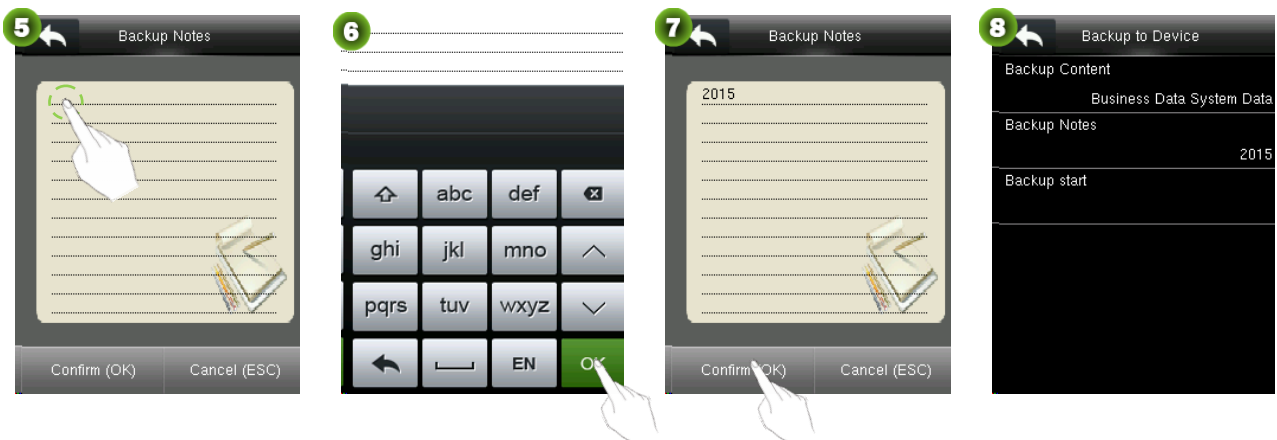 5
Backup Notes
Confirm (OK)
Cancel (ESC)
6
abc
def
ghi
jkl
mno
pqrs
tuv
wxyz
EN
OK
7
Backup Notes
2015
Confirm (OK)
Cancel (ESC)
8
Backup to Device
Backup Content
Business Data System Data
Backup Notes
2015
Backup start